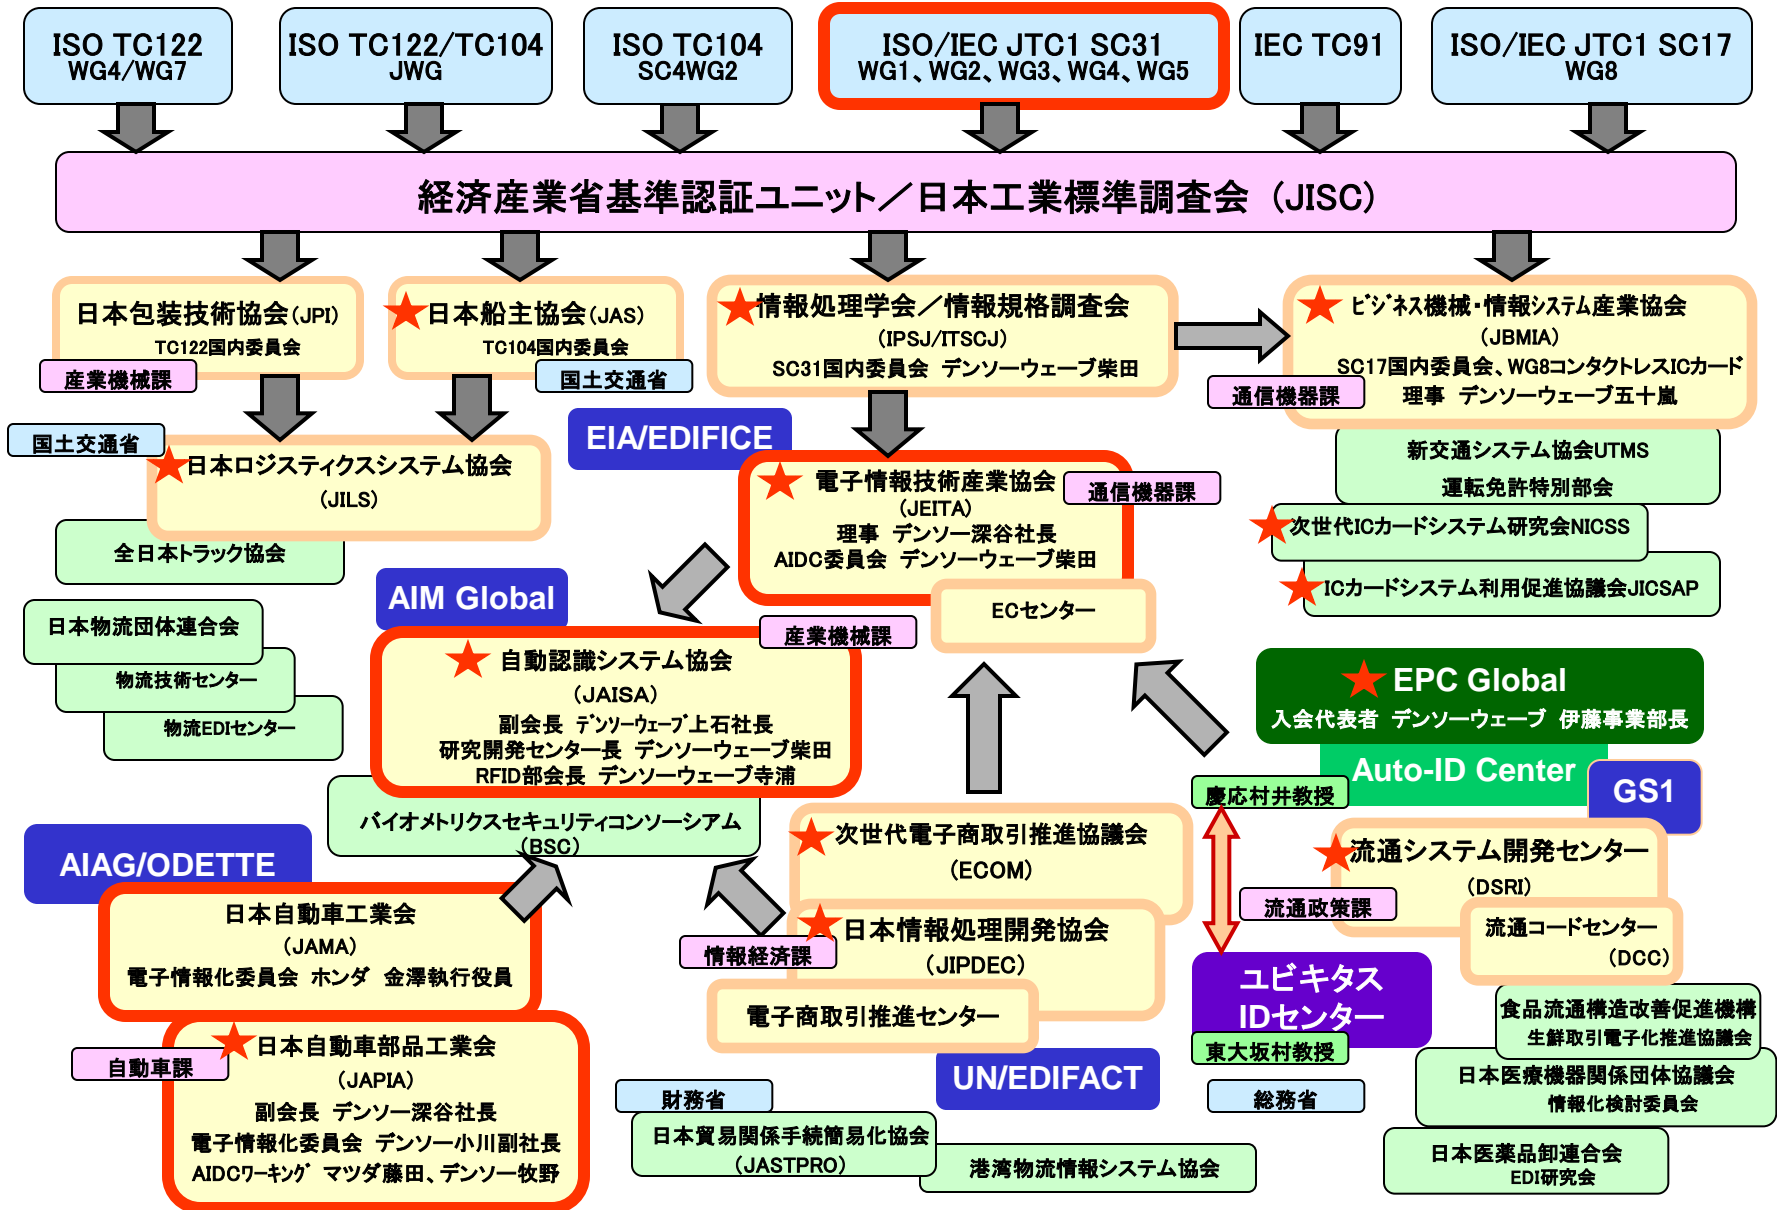 ISO TC122
WG4/WG7
ISO TC122/TC104
JWG
ISO TC104
SC4WG2
ISO/IEC JTC1 SC31
WG1、WG2、WG3、WG4、WG5
IEC TC91
ISO/IEC JTC1 SC17
WG8
経済産業省基準認証ユニット／日本工業標準調査会（JISC）
日本包装技術協会(JPI)
TC122国内委員会
産業機械課
日本船主協会(JAS)
TC104国内委員会
国土交通省
情報処理学会／情報規格調査会
(IPSJ/ITSCJ)
SC31国内委員会 デンソーウェーブ柴田
ﾋﾞｼﾞﾈｽ機械・情報ｼｽﾃﾑ産業協会
(JBMIA)
SC17国内委員会、WG8コンタクトレスICカード
理事 デンソーウェーブ五十嵐
通信機器課
新交通システム協会UTMS
運転免許特別部会
次世代ICカードシステム研究会NICSS
ICカードシステム利用促進協議会JICSAP
国土交通省
日本ロジスティクスシステム協会
(JILS)
全日本トラック協会
日本物流団体連合会
物流技術センター
物流EDIセンター
EIA/EDIFICE
電子情報技術産業協会
(JEITA)
理事 デンソー深谷社長
AIDC委員会 デンソーウェーブ柴田
通信機器課
ECセンター
AIM Global
産業機械課
自動認識システム協会
(JAISA)
副会長 ﾃﾞﾝｿｰｳｪｰﾌﾞ上石社長
研究開発センター長 デンソーウェーブ柴田
RFID部会長 デンソーウェーブ寺浦
バイオメトリクスセキュリティコンソーシアム
(BSC)
EPC Global
入会代表者 デンソーウェーブ 伊藤事業部長
Auto-ID Center
GS1
慶応村井教授
流通システム開発センター
(DSRI)
流通政策課
流通コードセンター
(DCC)
ユビキタス
IDセンター
東大坂村教授
総務省
食品流通構造改善促進機構
生鮮取引電子化推進協議会
日本医療機器関係団体協議会
情報化検討委員会
日本医薬品卸連合会
EDI研究会
次世代電子商取引推進協議会
(ECOM)
日本情報処理開発協会
(JIPDEC)
情報経済課
電子商取引推進センター
UN/EDIFACT
財務省
日本貿易関係手続簡易化協会
(JASTPRO)
港湾物流情報システム協会
AIAG/ODETTE
日本自動車工業会
(JAMA)
電子情報化委員会 ホンダ 金澤執行役員
自動車課
日本自動車部品工業会
(JAPIA)
副会長 デンソー深谷社長
電子情報化委員会 デンソー小川副社長
AIDCﾜｰｷﾝｸﾞ マツダ藤田、デンソー牧野